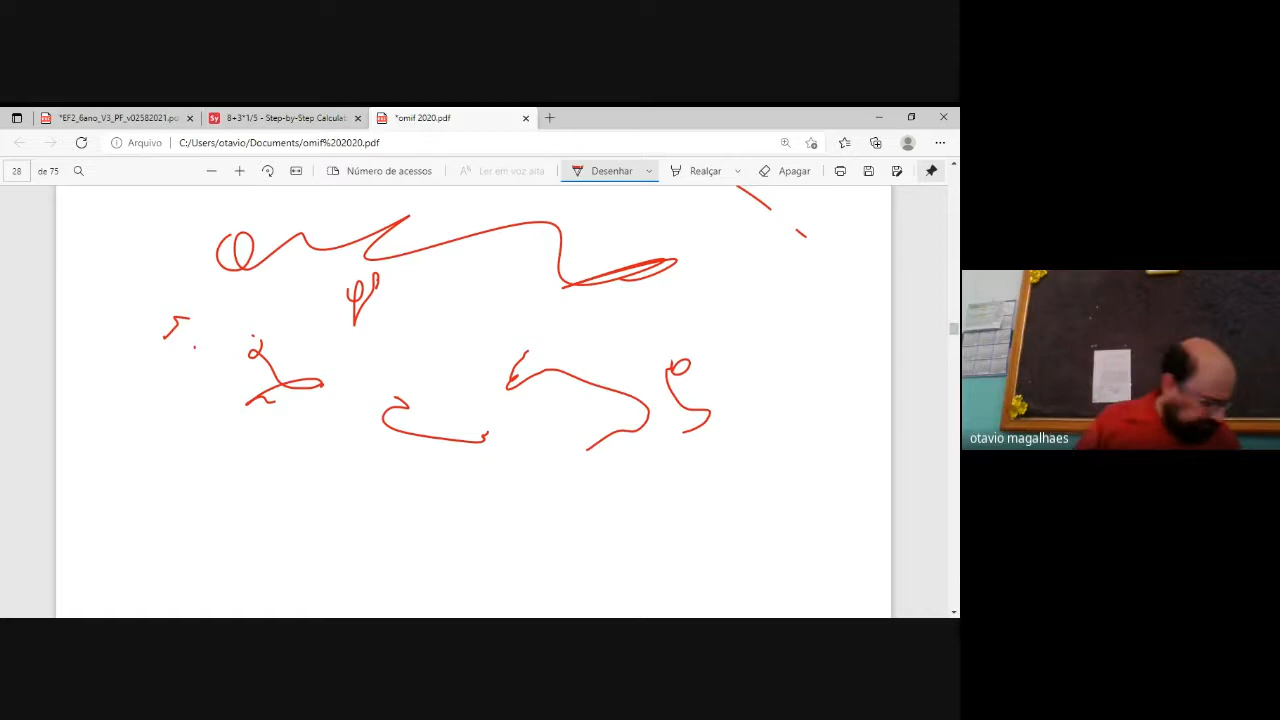 *EF2_6ano_V3_PF_v02582021.p
8+3*1/5 - Step-by-Step Calculat
*omif 2020.pdf
Arquivo
C:/Users/otavio/Documents/omif%202020.pdf
28 de 75
Número de acessos
Ler em voz alta
Desenhar
Realçar
Apagar
otavio magalhaes